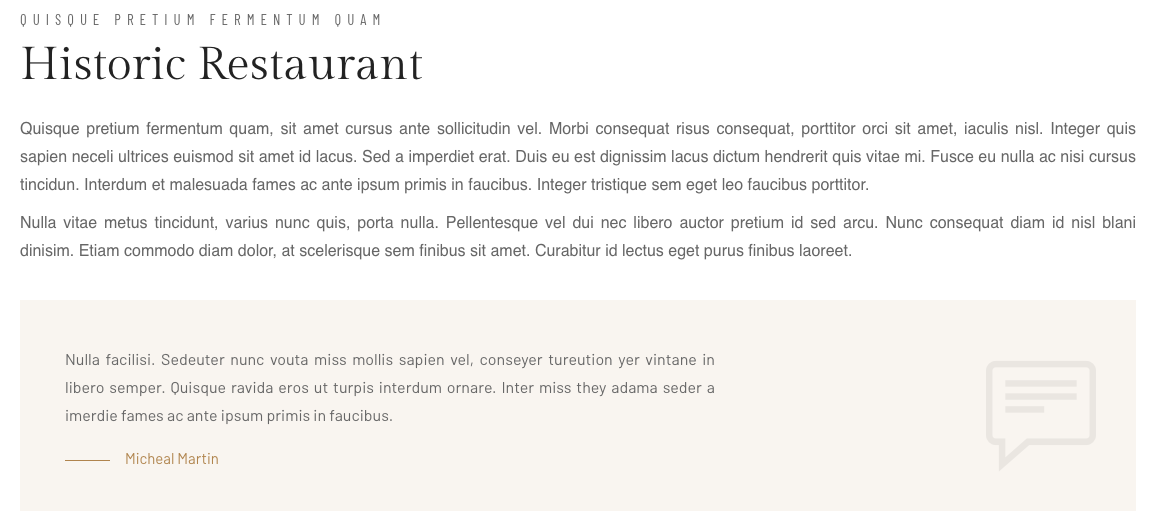 QUISQUE PRETIUM FERMENTUM QUAM
Historic Restaurant
Quisque pretium fermentum quam, sit amet cursus ante sollicitudin vel. Morbi consequat risus consequat, porttitor orci sit amet, iaculis nisl. Integer quis
sapien neceli ultrices euismod sit amet id lacus. Sed a imperdiet erat. Duis eu est dignissim lacus dictum hendrerit quis vitae mi. Fusce eu nulla ac nisi cursus
tincidun. Interdum et malesuada fames ac ante ipsum primis in faucibus. Integer tristique sem eget leo faucibus porttitor.
Nulla vitae metus tincidunt, varius nunc quis, porta nulla. Pellentesque vel dui nec libero auctor pretium id sed arcu. Nunc consequat diam id nisl blani
dinisim. Etiam commodo diam dolor, at scelerisque sem finibus sit amet. Curabitur id lectus eget purus finibus laoreet.
Nulla facilisi. Sedeuter nunc vouta miss mollis sapien vel, conseyer tureution yer vintane in
libero semper. Quisque ravida eros ut turpis interdum ornare. Inter miss they adama seder a
imerdie fames ac ante ipsum primis in faucibus.
Micheal Martin